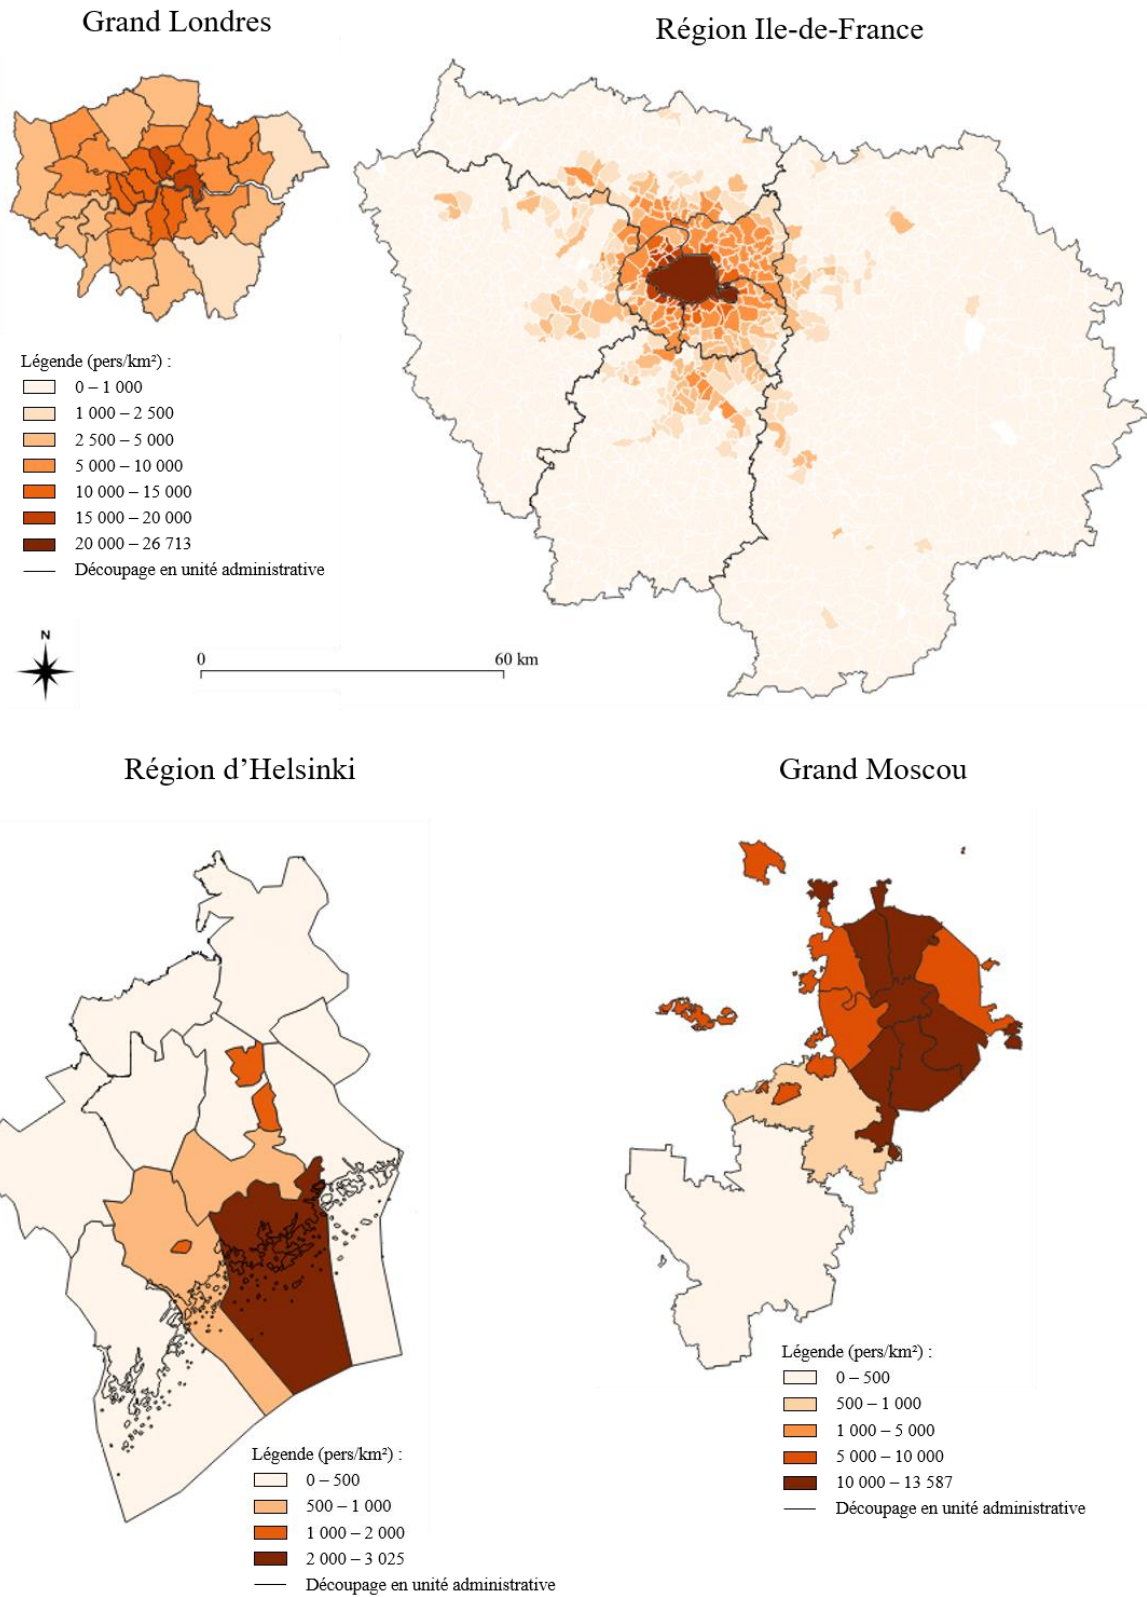 Grand Londres
Région Ile-de-France
Légende (pers/km²) :
0 – 1 000
1 000 – 2 500
2 500 – 5 000
5 000 – 10 000
10 000 – 15 000
15 000 – 20 000
20 000 – 26 713
Découpage en unité administrative
N
0
60 km
Région d’Helsinki
Grand Moscou
Légende (pers/km²) :
0 – 500
500 – 1 000
1 000 – 5 000
5 000 – 10 000
10 000 – 13 587
Découpage en unité administrative
Légende (pers/km²) :
0 – 500
500 – 1 000
1 000 – 2 000
2 000 – 3 025
Découpage en unité administrative